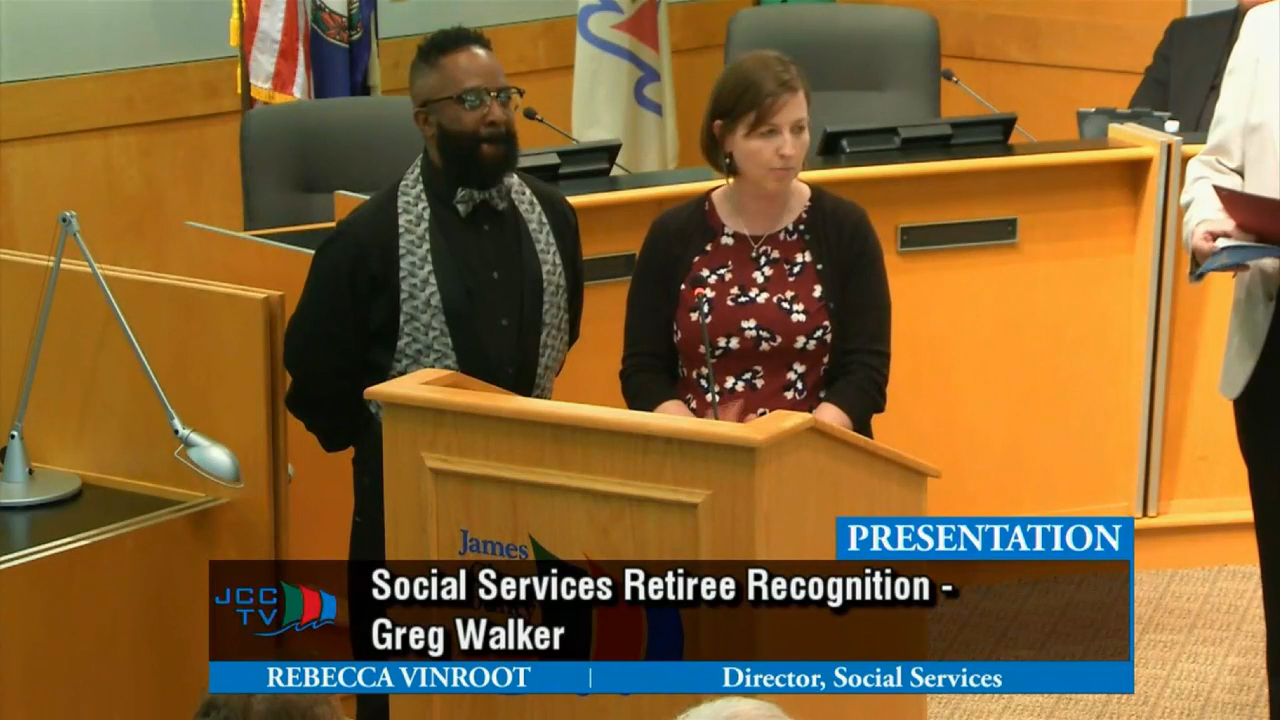 James
PRESENTATION
JCC
TV
Social Services Retiree Recognition -
Greg Walker
REBECCA VINROOT | Director, Social Services